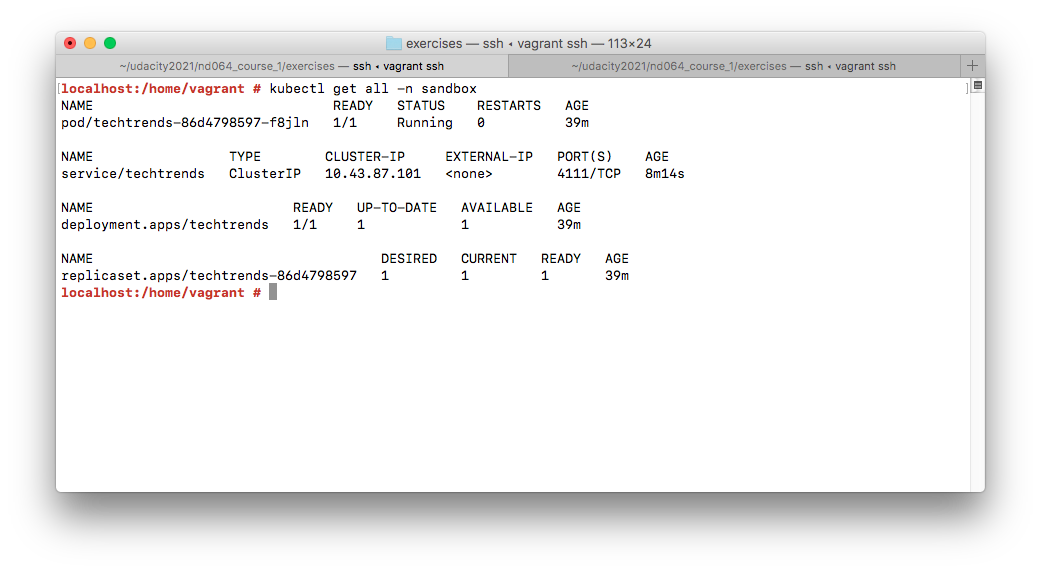 exercises — ssh ◂ vagrant ssh — 113×24
~/udacity2021/nd064_course_1/exercises — ssh ◂ vagrant ssh
~/udacity2021/nd064_course_1/exercises — ssh ◂ vagrant ssh
+
[localhost:/home/vagrant # kubectl get all -n sandbox ]
NAME READY STATUS RESTARTS AGE
pod/techtrends-86d4798597-f8jln 1/1 Running 0 39m
NAME TYPE CLUSTER-IP EXTERNAL-IP PORT(S) AGE
service/techtrends ClusterIP 10.43.87.101 <none> 4111/TCP 8m14s
NAME READY UP-TO-DATE AVAILABLE AGE
deployment.apps/techtrends 1/1 1 1 39m
NAME DESIRED CURRENT READY AGE
replicaset.apps/techtrends-86d4798597 1 1 1 39m
localhost:/home/vagrant #